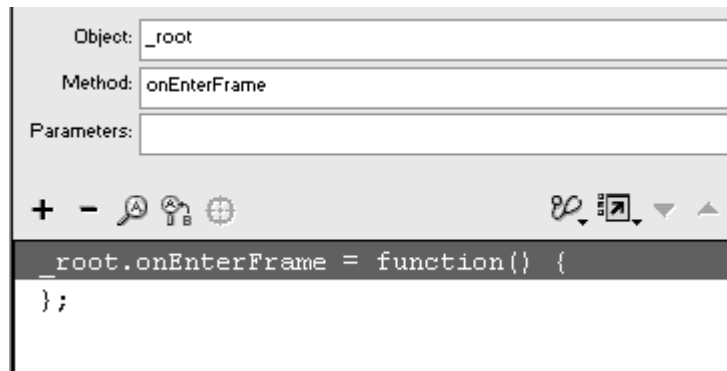 Object: _root
Method: onEnterFrame
Parameters:
_root.onEnterFrame = function() {
};